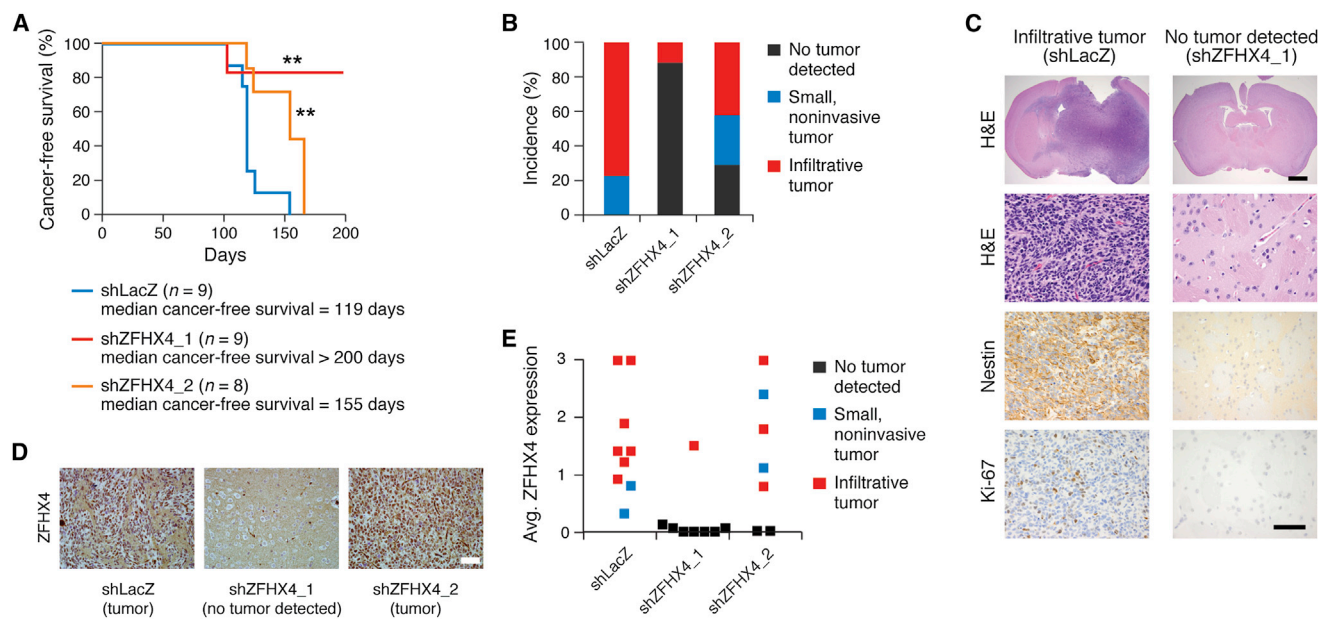 A
Cancer-free survival (%)
100
80
60
40
20
0
**
**
0 50 100 150 200
Days
shLacZ (n = 9)
median cancer-free survival = 119 days
shZFHX4_1 (n = 9)
median cancer-free survival > 200 days
shZFHX4_2 (n = 8)
median cancer-free survival = 155 days
B
Incidence (%)
100
80
60
40
20
0
shLacZ
shZFHX4_1
shZFHX4_2
No tumor
detected
Small,
noninvasive
tumor
Infiltrative
tumor
C
Infiltrative tumor
(shLacZ)
No tumor detected
(shZFHX4_1)
H&E
H&E
Nestin
Ki-67
D
ZFHX4
shLacZ
(tumor)
shZFHX4_1
(no tumor detected)
shZFHX4_2
(tumor)
E
Avg. ZFHX4 expression
3
2
1
0
shLacZ
shZFHX4_1
shZFHX4_2
No tumor
detected
Small,
noninvasive
tumor
Infiltrative
tumor